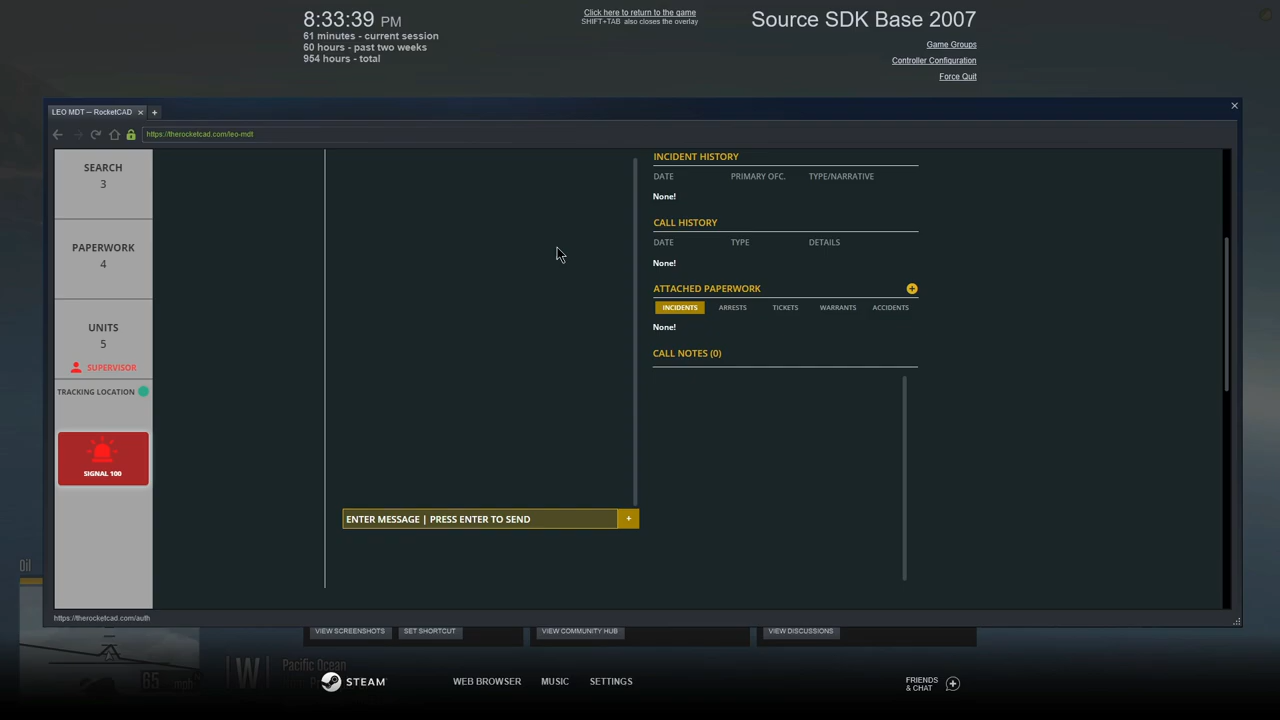 8:33:39 PM
61 minutes - current session
60 hours - past two weeks
954 hours - total
Click here to return to the game
SHIFT+TAB also closes the overlay
Source SDK Base 2007
Game Groups
Controller Configuration
Force Quit
LEO MDT — RocketCAD
https://therocketcad.com/leo-mdt
SEARCH
3
PAPERWORK
4
UNITS
5
SUPERVISOR
TRACKING LOCATION
SIGNAL 100
ENTER MESSAGE | PRESS ENTER TO SEND
+
INCIDENT HISTORY
DATE PRIMARY OFC. TYPE/NARRATIVE
None!
CALL HISTORY
DATE TYPE DETAILS
None!
ATTACHED PAPERWORK
INCIDENTS ARRESTS TICKETS WARRANTS ACCIDENTS
None!
CALL NOTES (0)
https://therocketcad.com/auth
Oil
VIEW SCREENSHOTS SET SHORTCUT VIEW COMMUNITY HUB VIEW DISCUSSIONS
65 mph
W
Pacific Ocean
STEAM
WEB BROWSER MUSIC SETTINGS
FRIENDS
& CHAT